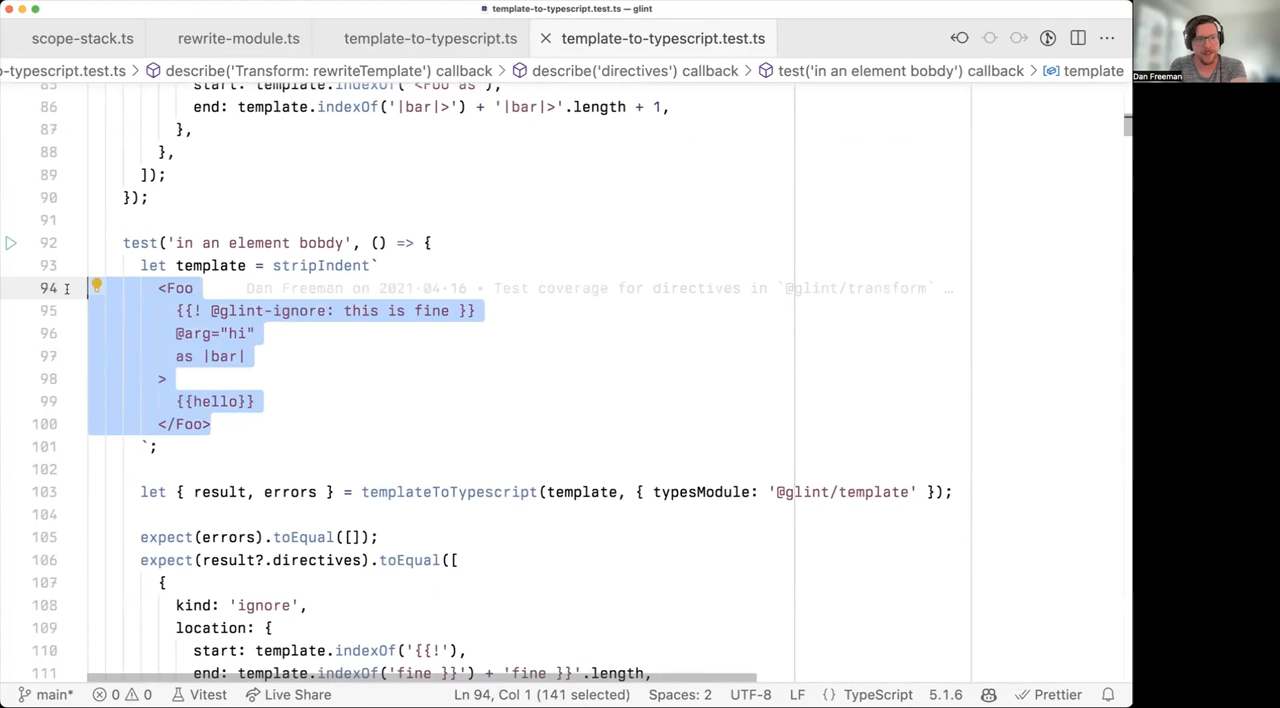 template-to-typescript.test.ts — glint
scope-stack.ts
rewrite-module.ts
template-to-typescript.t
template-to-typescript.test.ts
o-typescript.test.ts > describe('Transform: rewriteTemplate') callback > describe('directives') callback > test('in an element bobdy') callback > template
Dan Freeman
85 start: template.indexOf('<Foo as'),
86 end: template.indexOf('|bar|>') + '|bar|>'.length + 1,
87 },
88 },
89 ]);
90 });
91
92 test('in an element bobdy', () => {
93 let template = stripIndent`
94 <Foo Dan Freeman on 2021-04-16 • Test coverage for directives in `@glint/transform` …
95 {{! @glint-ignore: this is fine }}
96 @arg="hi"
97 as |bar|
98 >
99 {{hello}}
100 </Foo>
101 `;
102
103 let { result, errors } = templateToTypescript(template, { typesModule: '@glint/template' });
104
105 expect(errors).toEqual([]);
106 expect(result?.directives).toEqual([
107 {
108 kind: 'ignore',
109 location: {
110 start: template.indexOf('{{!'),
111 end: template.indexOf('fine }}') + 'fine }}'.length,
main* 0 0 Vitest Live Share Ln 94, Col 1 (141 selected) Spaces: 2 UTF-8 LF {} TypeScript 5.1.6 Prettier